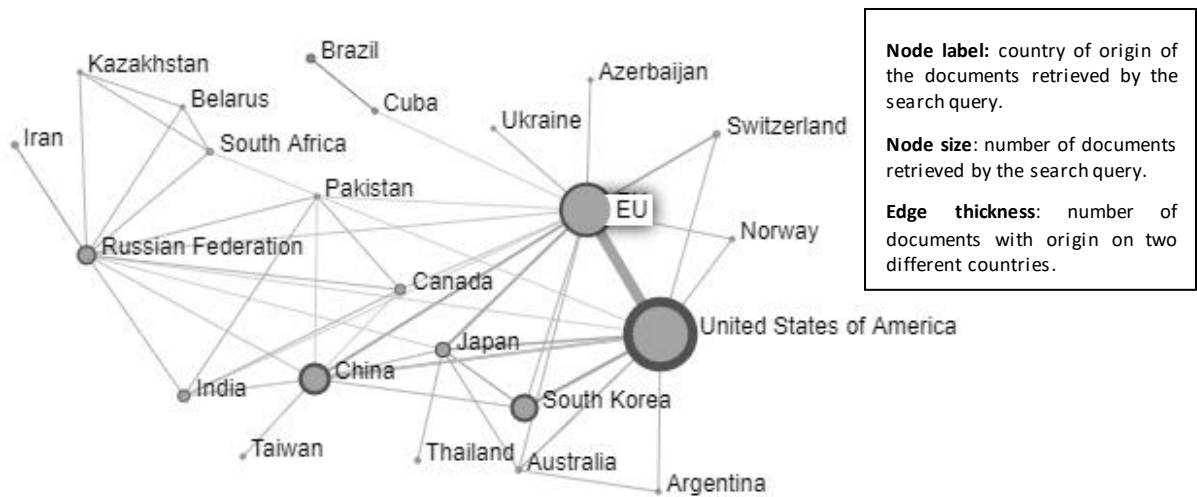 Brazil
Kazakhstan
Azerbaijan
Belarus
Cuba
Ukraine
Switzerland
Iran
South Africa
Pakistan
EU
Norway
Russian Federation
Canada
United States of America
Japan
China
India
South Korea
Taiwan
Thailand
Australia
Argentina
Node label: country of origin of
the documents retrieved by the
search query.
Node size: number of documents
retrieved by the search query.
Edge thickness: number of
documents with origin on two
different countries.